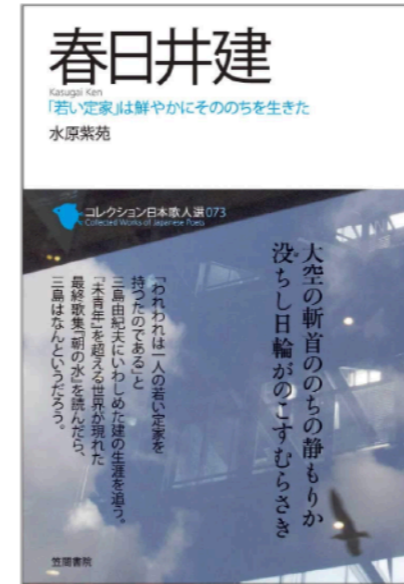 春日井建
Kasugai Ken
「若い定家」は鮮やかにそののちを生きた
水原紫苑
コレクション日本歌人選 073
Collected Works of Japanese Poets
大空の斬首ののちの静もりか
没ちし日輪がのこすむらさき
「われわれは一人の若い定家を
持つたのである」と
三島由紀夫にいわしめた建の生涯を追う。
『未青年』を超える世界が現れた
最終歌集『朝の水』を読んだら、
三島はなんというだろう。
笠間書院